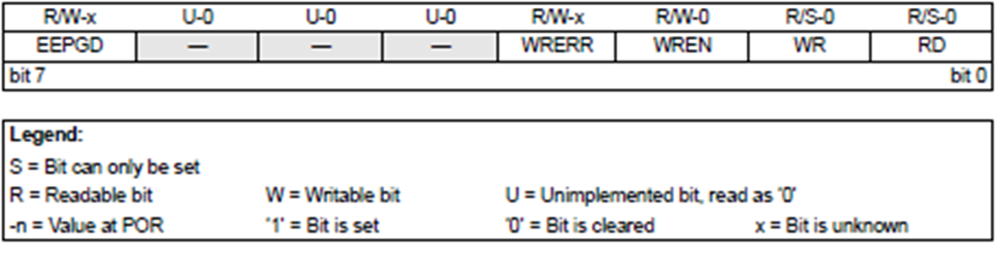 R/W-x U-0 U-0 U-0 R/W-x R/W-0 R/S-0 R/S-0
EEPGD — — — WRERR WREN WR RD
bit 7 bit 0
Legend:
S = Bit can only be set
R = Readable bit W = Writable bit U = Unimplemented bit, read as '0'
-n = Value at POR '1' = Bit is set '0' = Bit is cleared x = Bit is unknown